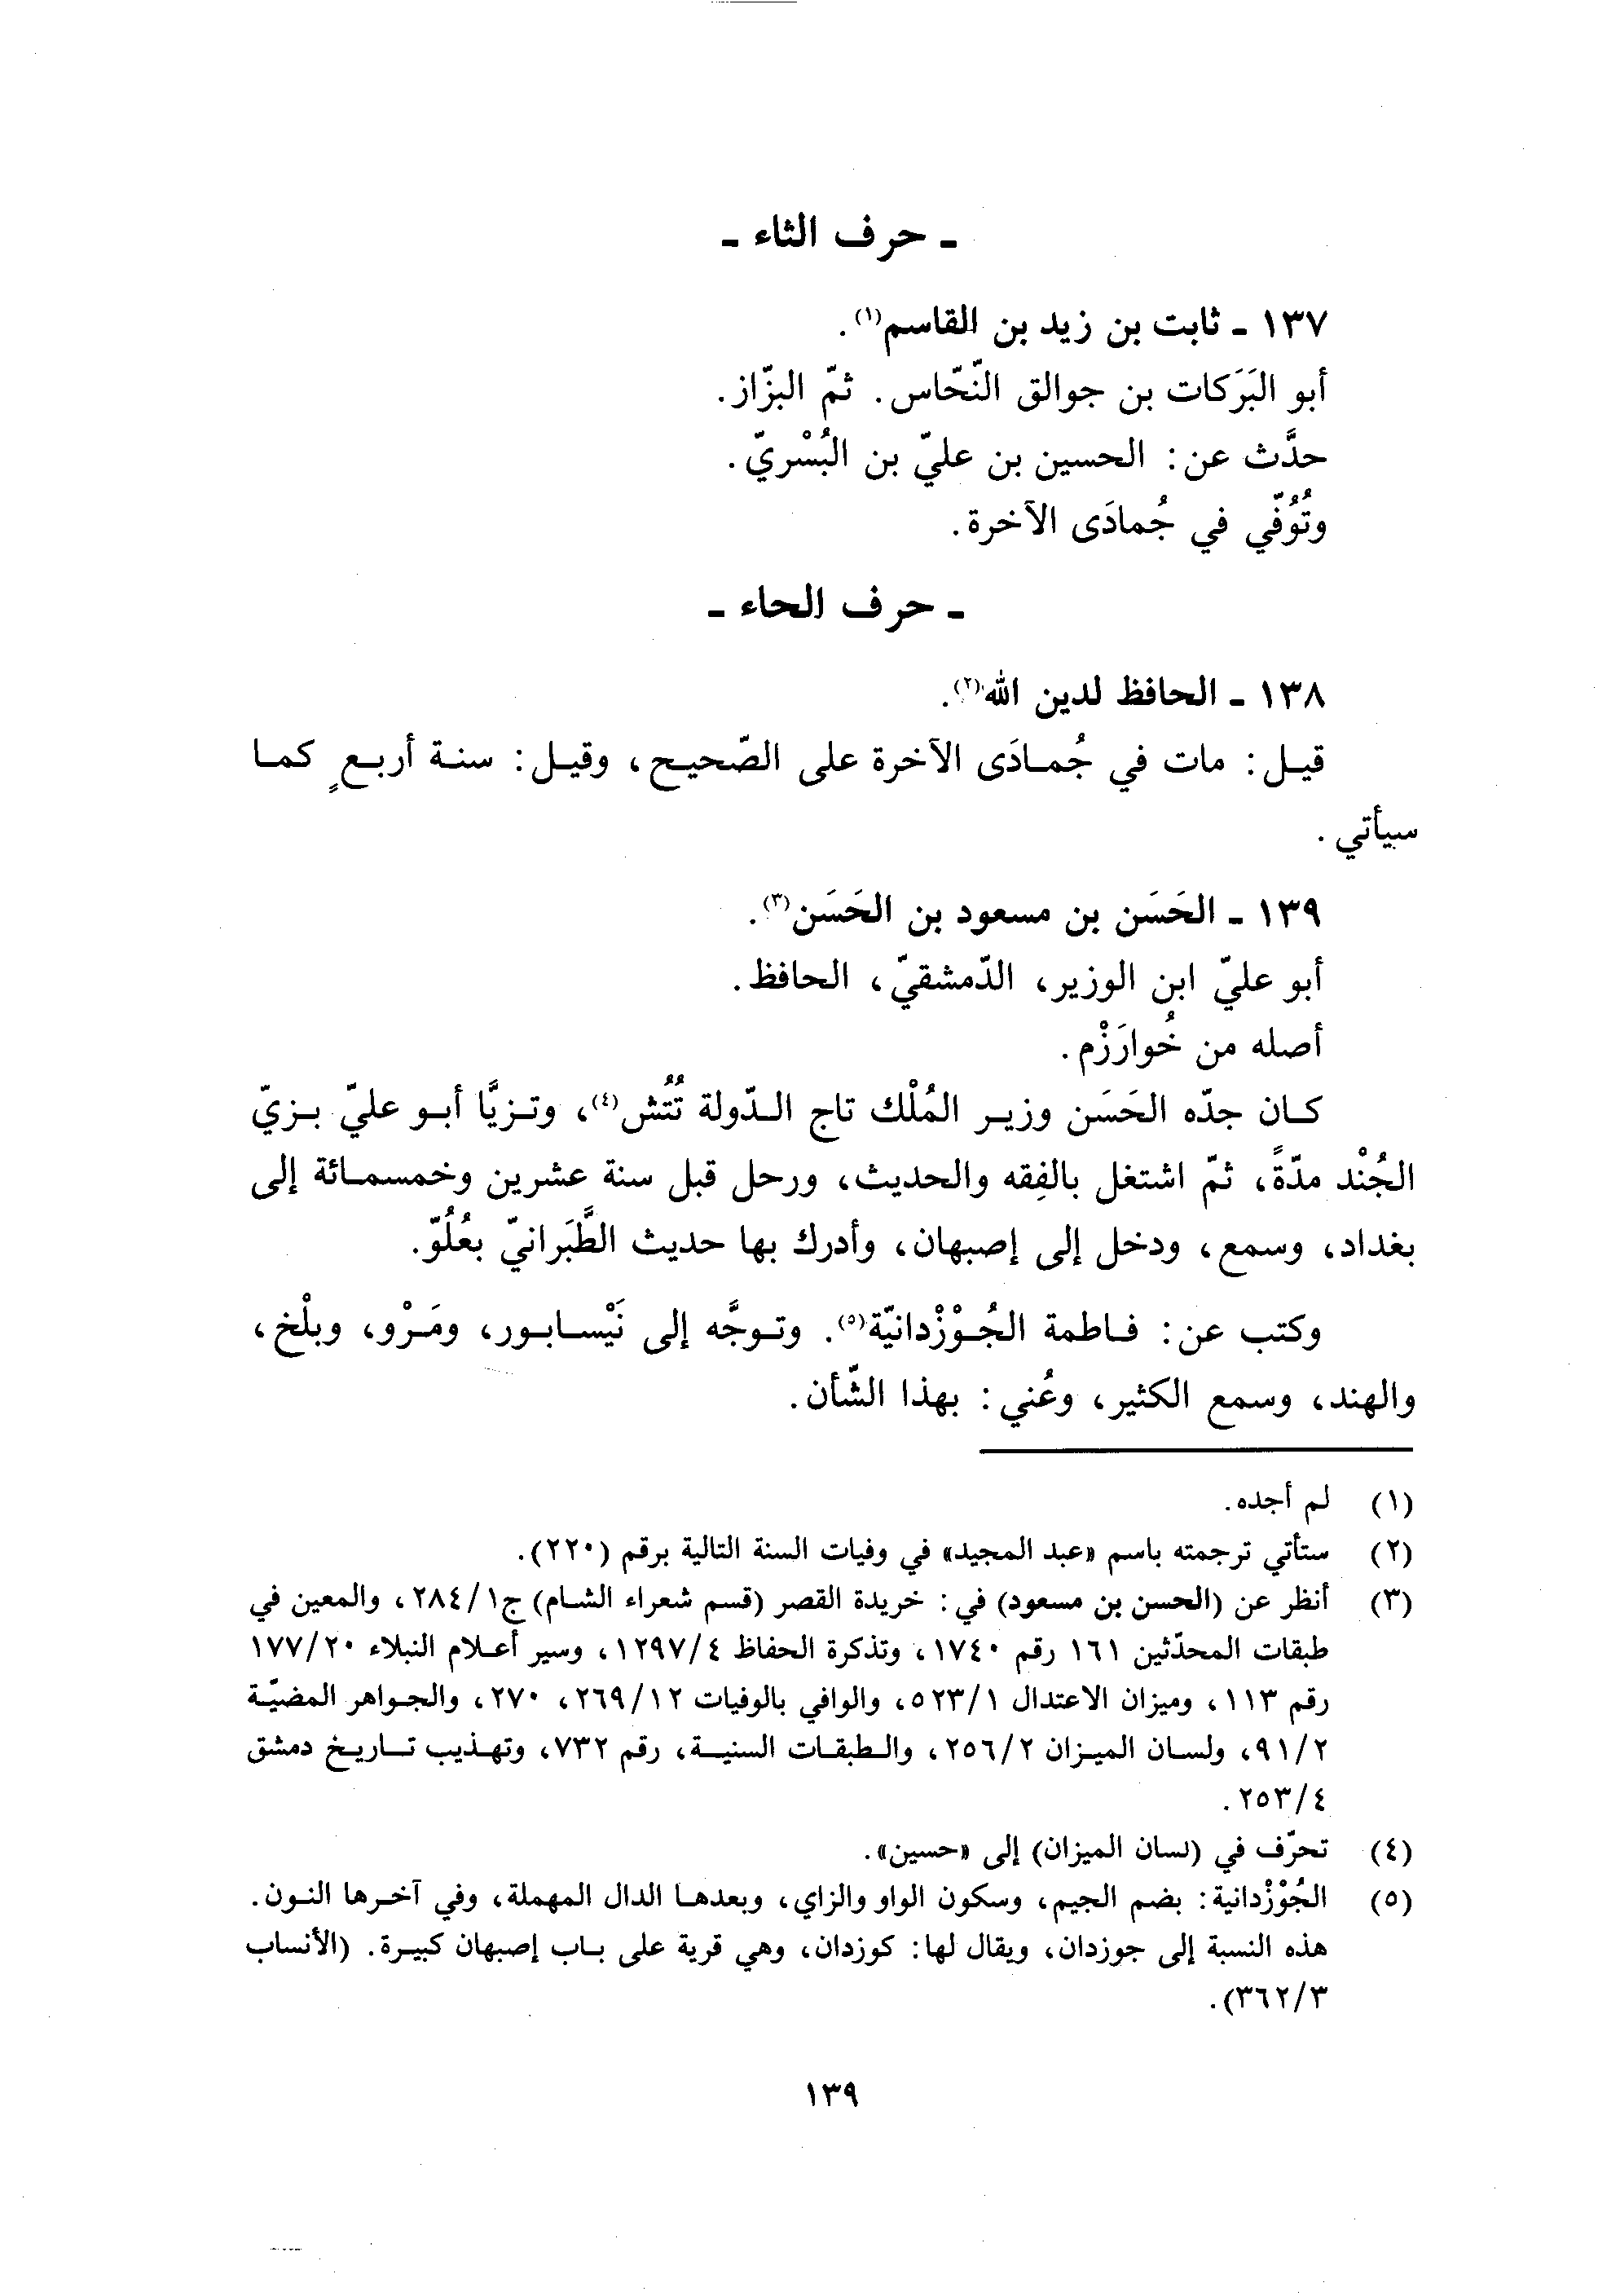 ـ حرف الثاء ـ
١٣٧ ـ ثابت بن زيد بن القاسم(١).
أبو البَرَكات بن جوالق النّحّاس. ثمّ البزّاز.
حدَّث عن: الحسين بن عليّ بن البُسْريّ.
وتُوُفّي في جُمادَى الآخرة.
ـ حرف الحاء ـ
١٣٨ ـ الحافظ لدين الله(٢).
قيل: مات في جُمادَى الآخرة على الصّحيح، وقيل: سنة أربعٍ كما
سيأتي.
١٣٩ ـ الحَسَن بن مسعود بن الحَسَن(٣).
أبو عليّ ابن الوزير، الدّمشقيّ، الحافظ.
أصله من خُوارَزْم.
كان جدّه الحَسَن وزير المُلْك تاج الدّولة تُتُش(٤)، وتزيَّا أبو عليّ بزيّ
الجُنْد مدّةً، ثمّ اشتغل بالفِقه والحديث، ورحل قبل سنة عشرين وخمسمائة إلى
بغداد، وسمع، ودخل إلى إصبهان، وأدرك بها حديث الطَّبَرانيّ بعُلُوّ.
وكتب عن: فاطمة الجُوْزْدانيّة(٥). وتوجَّه إلى نَيْسابور، ومَرْو، وبلْخ،
والهند، وسمع الكثير، وعُني: بهذا الشّأن.
(١) لم أجده.
(٢) ستأتي ترجمته باسم «عبد المجيد» في وفيات السنة التالية برقم (٢٢٠).
(٣) أنظر عن (الحسن بن مسعود) في: خريدة القصر (قسم شعراء الشام) ج١/٢٨٤، والمعين في
طبقات المحدّثين ١٦١ رقم ١٧٤٠، وتذكرة الحفاظ ٤/١٢٩٧، وسير أعلام النبلاء ٢٠/١٧٧
رقم ١١٣، وميزان الاعتدال ١/٥٢٣، والوافي بالوفيات ١٢/٢٦٩، ٢٧٠، والجواهر المضيّة
٢/٩١، ولسان الميزان ٢/٢٥٦، والطبقات السنية، رقم ٧٣٢، وتهذيب تاريخ دمشق
٤/٢٥٣.
(٤) تحرّف في (لسان الميزان) إلى «حسين».
(٥) الجُوْزْدانية: بضم الجيم، وسكون الواو والزاي، وبعدها الدال المهملة، وفي آخرها النون.
هذه النسبة إلى جوزدان، ويقال لها: كوزدان، وهي قرية على باب إصبهان كبيرة. (الأنساب
٣/٣٦٢).
١٣٩